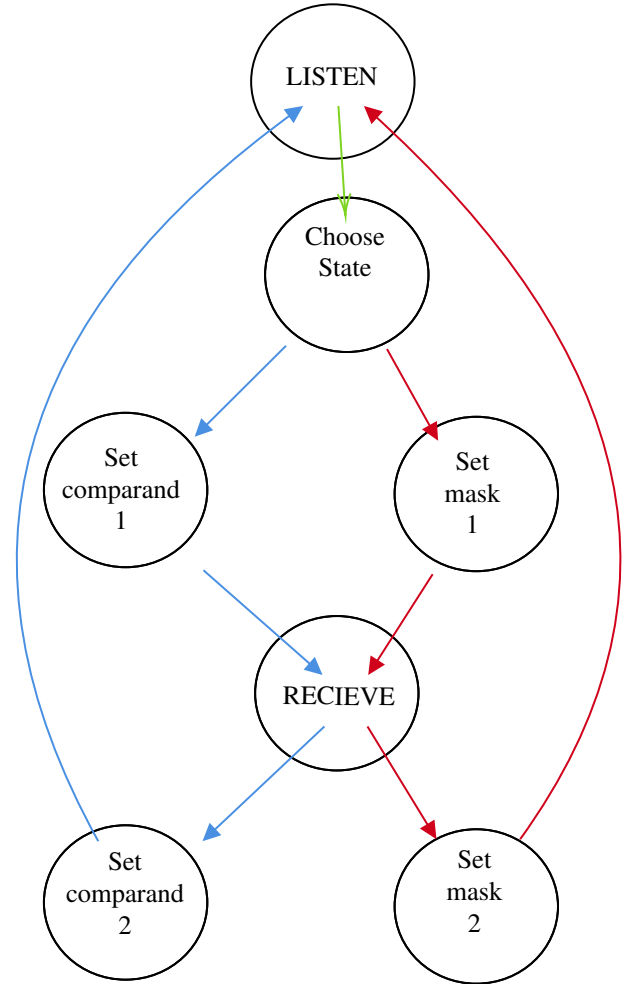 LISTEN
Choose
State
Set
comparand
1
Set
mask
1
RECIEVE
Set
comparand
2
Set
mask
2